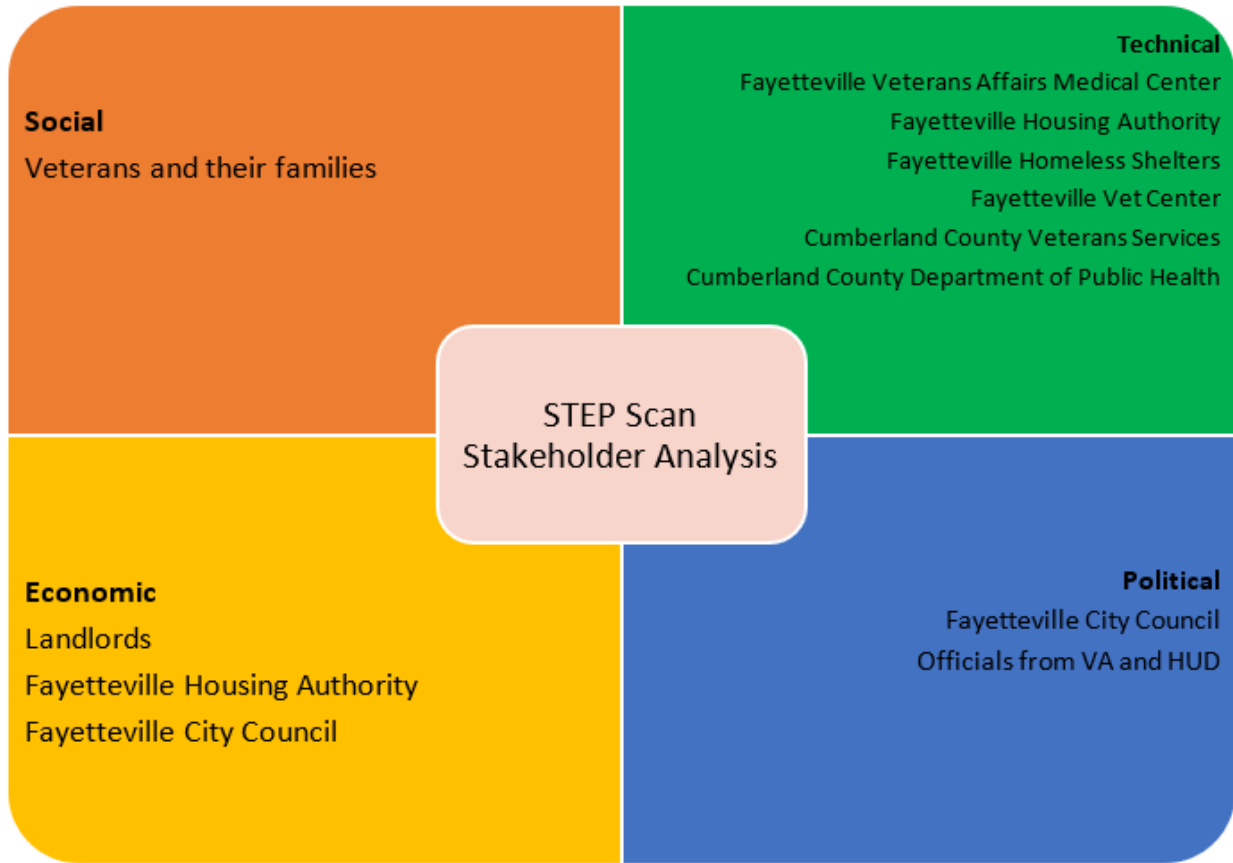 Social
Veterans and their families
Technical
Fayetteville Veterans Affairs Medical Center
Fayetteville Housing Authority
Fayetteville Homeless Shelters
Fayetteville Vet Center
Cumberland County Veterans Services
Cumberland County Department of Public Health
STEP Scan
Stakeholder Analysis
Economic
Landlords
Fayetteville Housing Authority
Fayetteville City Council
Political
Fayetteville City Council
Officials from VA and HUD